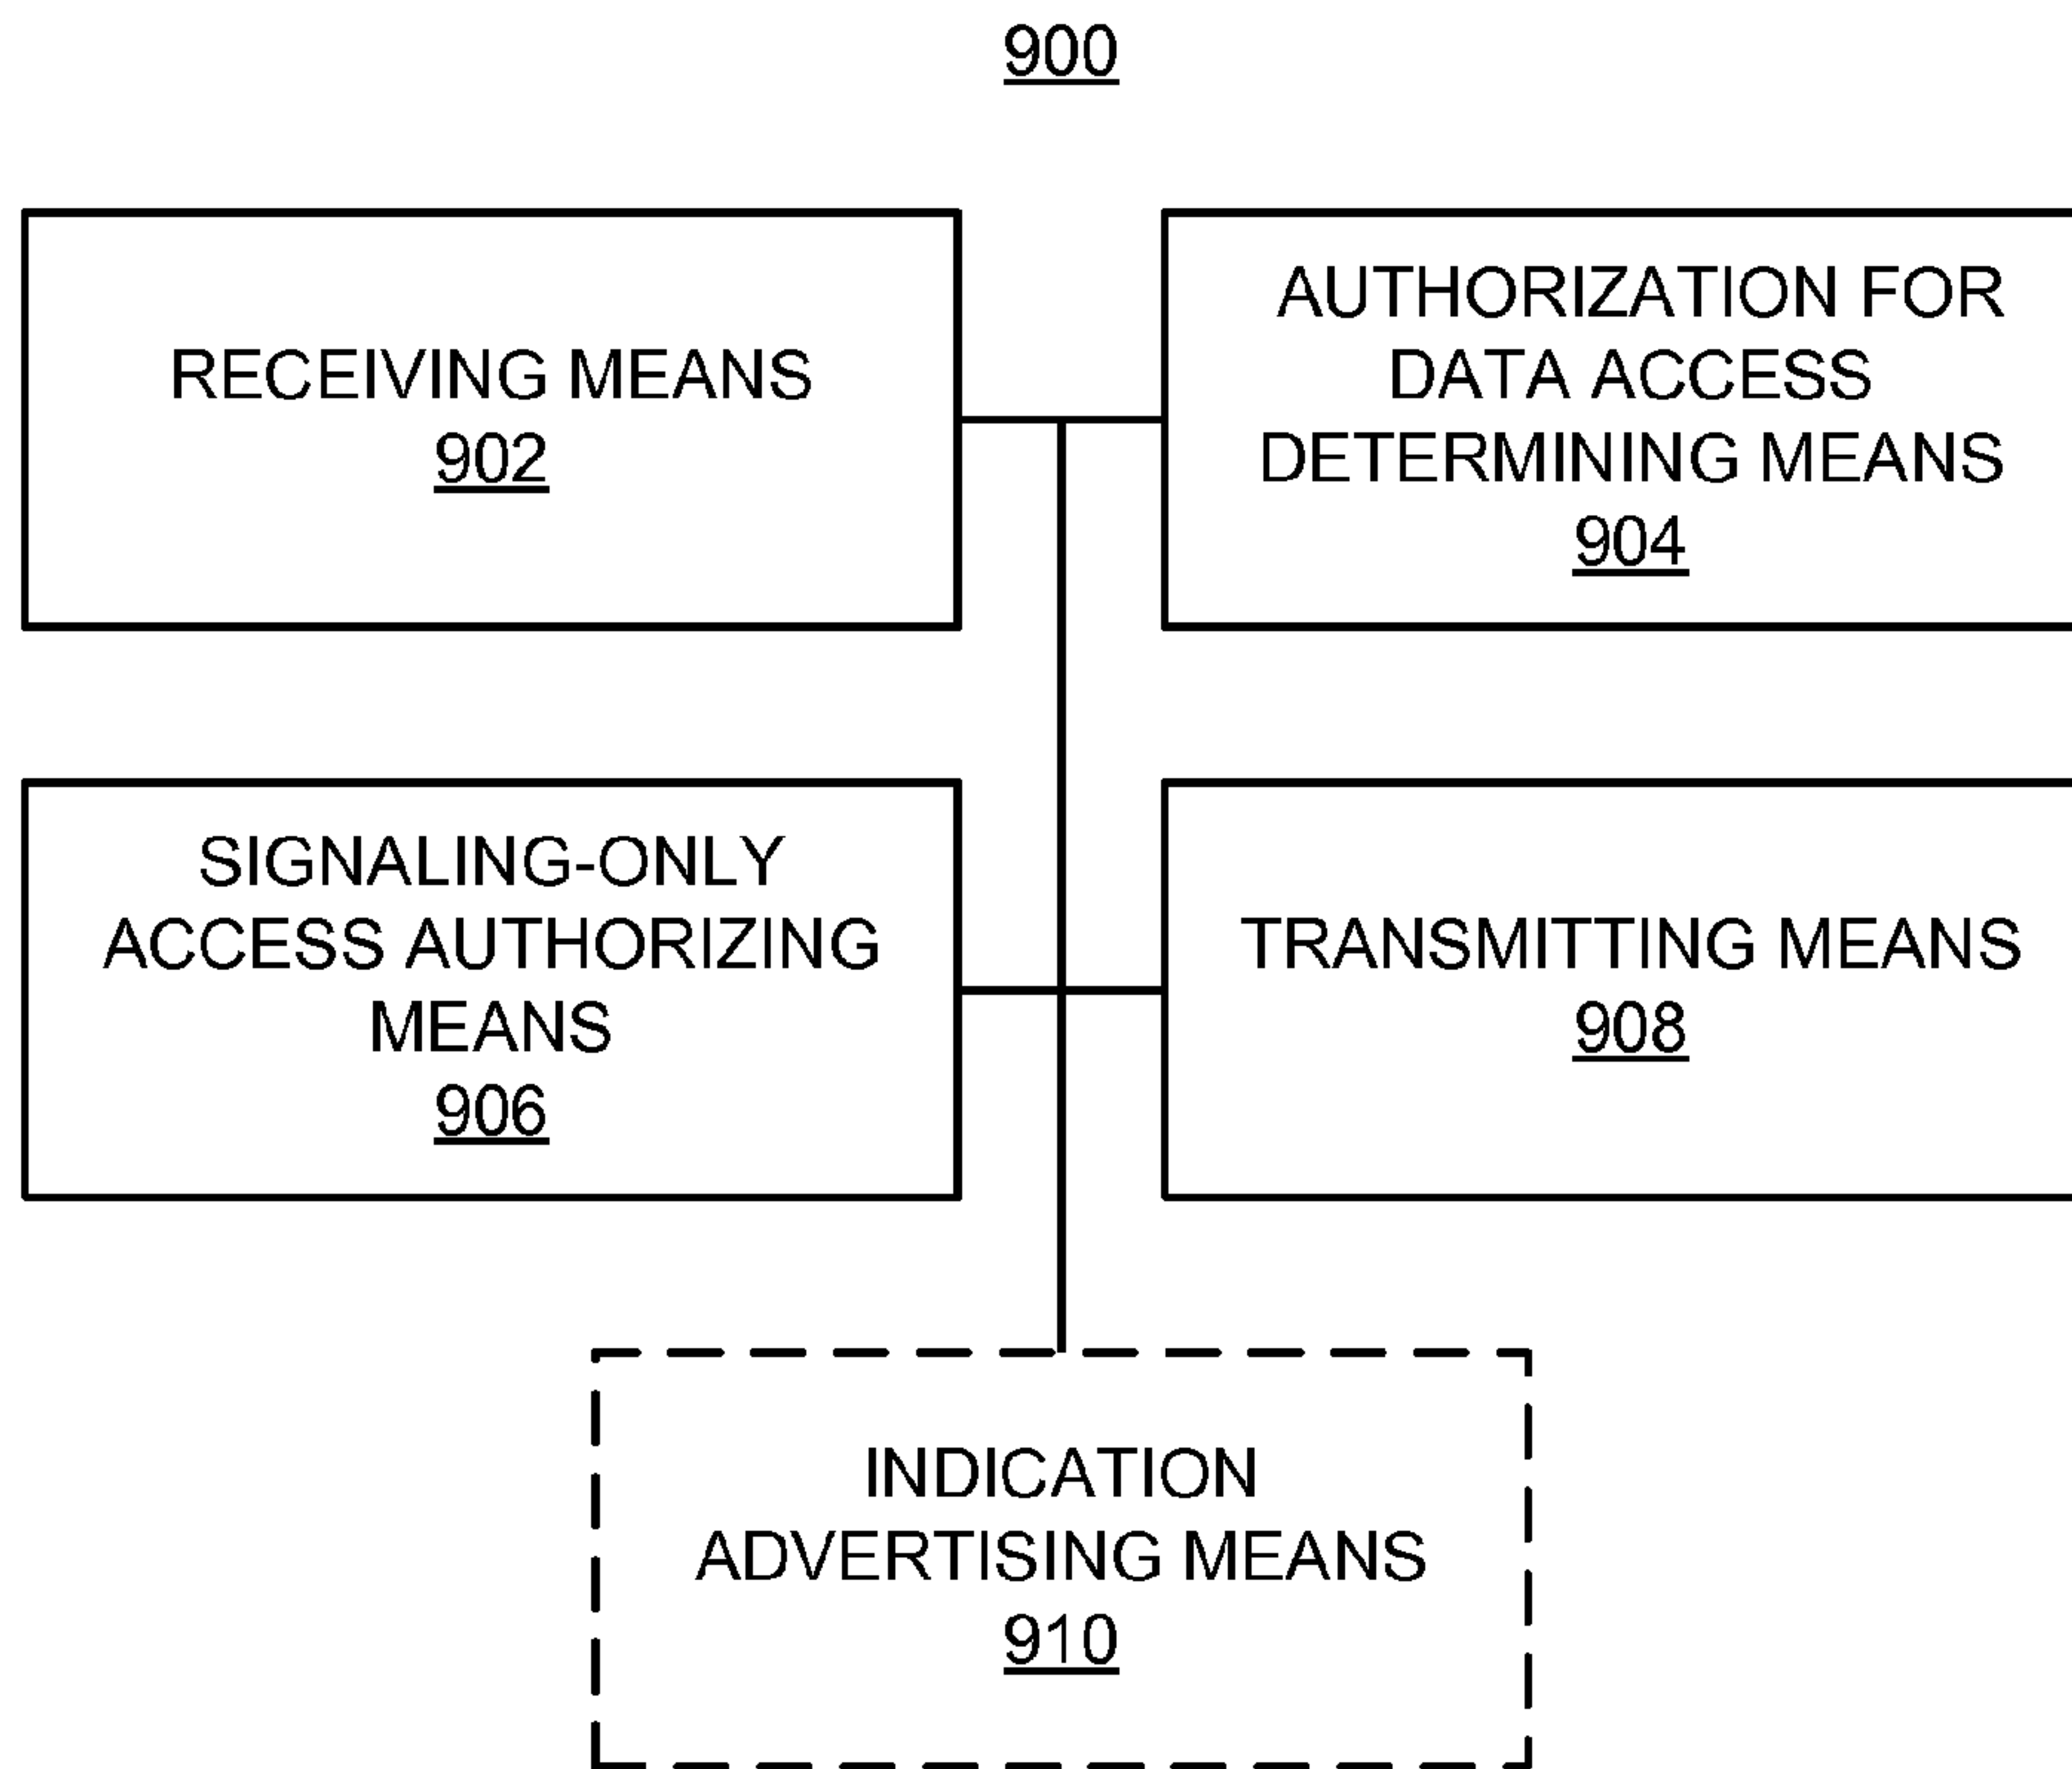 900
RECEIVING MEANS
902
AUTHORIZATION FOR
DATA ACCESS
DETERMINING MEANS
904
SIGNALING-ONLY
ACCESS AUTHORIZING
MEANS
906
TRANSMITTING MEANS
908
INDICATION
ADVERTISING MEANS
910